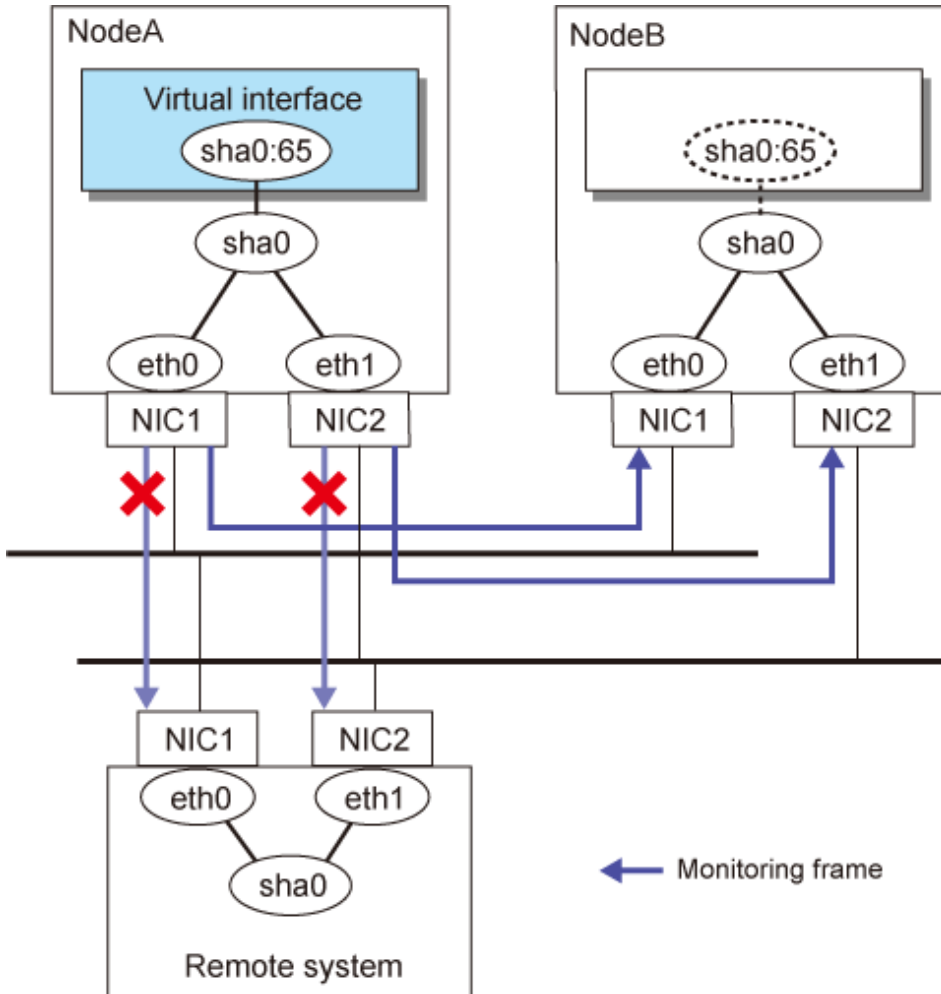 NodeA
Virtual interface
sha0:65
sha0
eth0
eth1
NIC1
NIC2
NodeB
sha0:65
sha0
eth0
eth1
NIC1
NIC2
NIC1
NIC2
eth0
eth1
sha0
Remote system
Monitoring frame